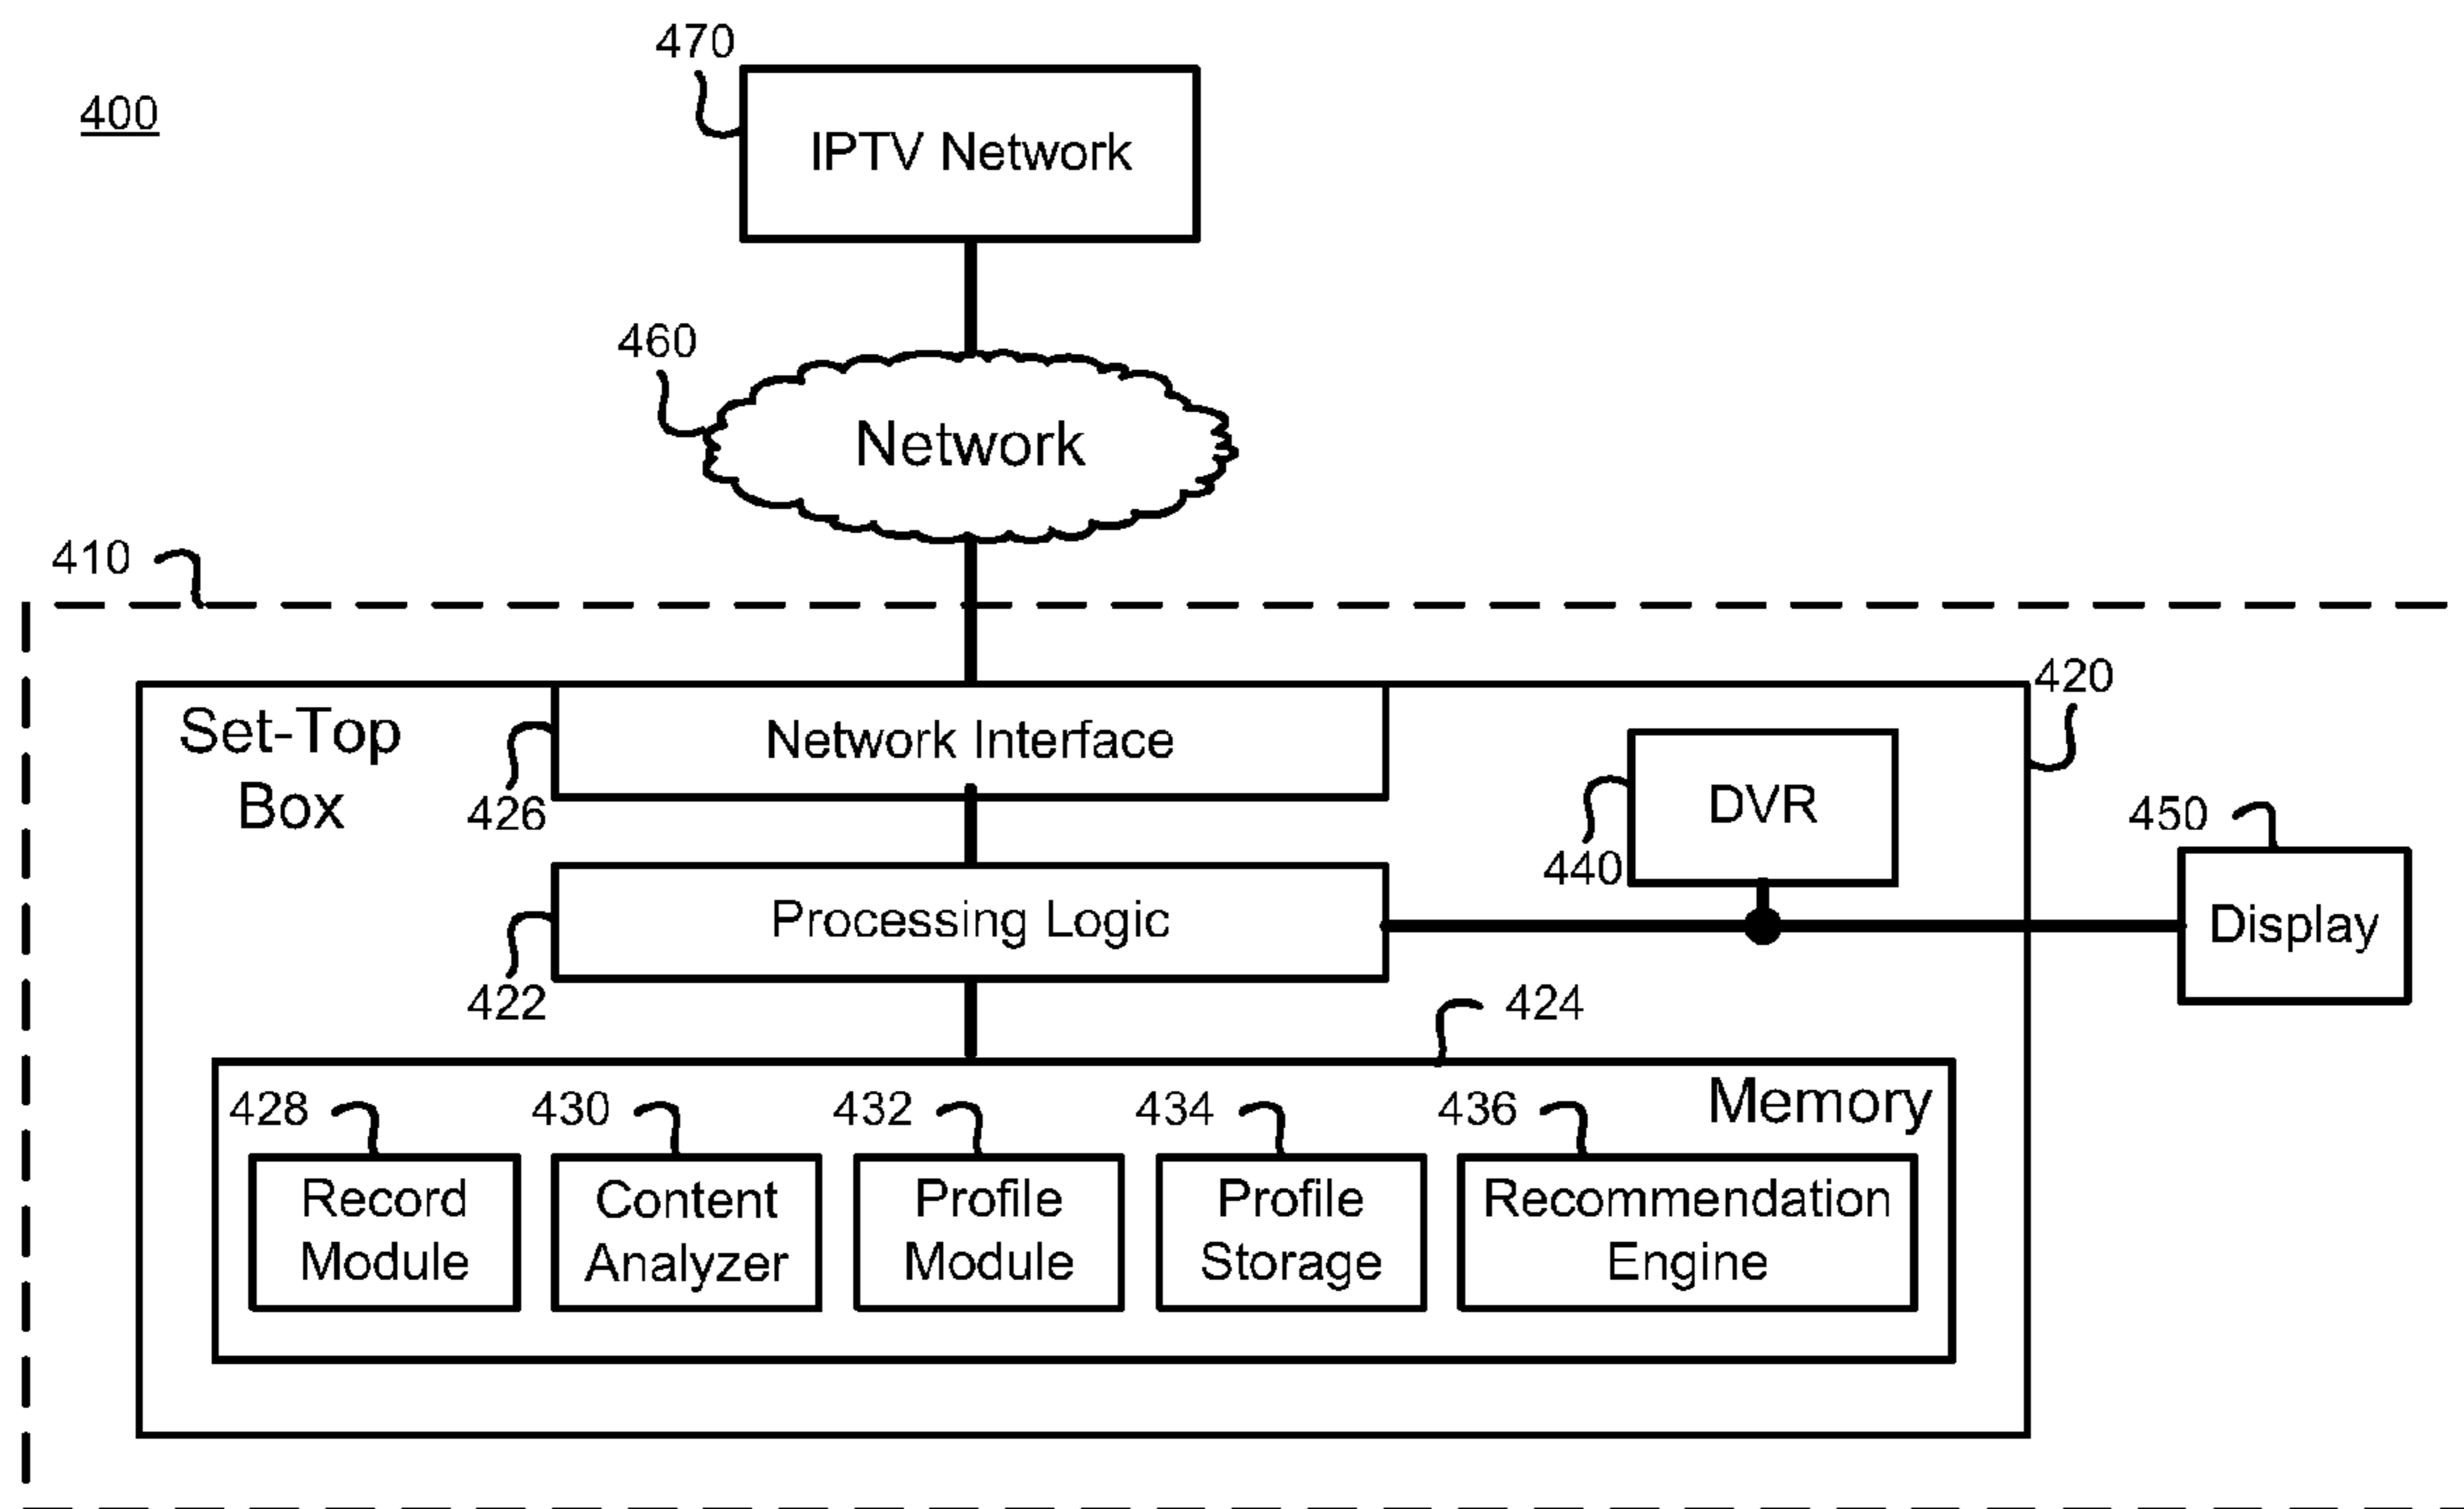 470
400
IPTV Network
460
Network
410
420
Set-Top
Box
Network Interface
426
DVR
440
450
Display
Processing Logic
422
424
Memory
428
430
432
434
436
Record
Module
Content
Analyzer
Profile
Module
Profile
Storage
Recommendation
Engine